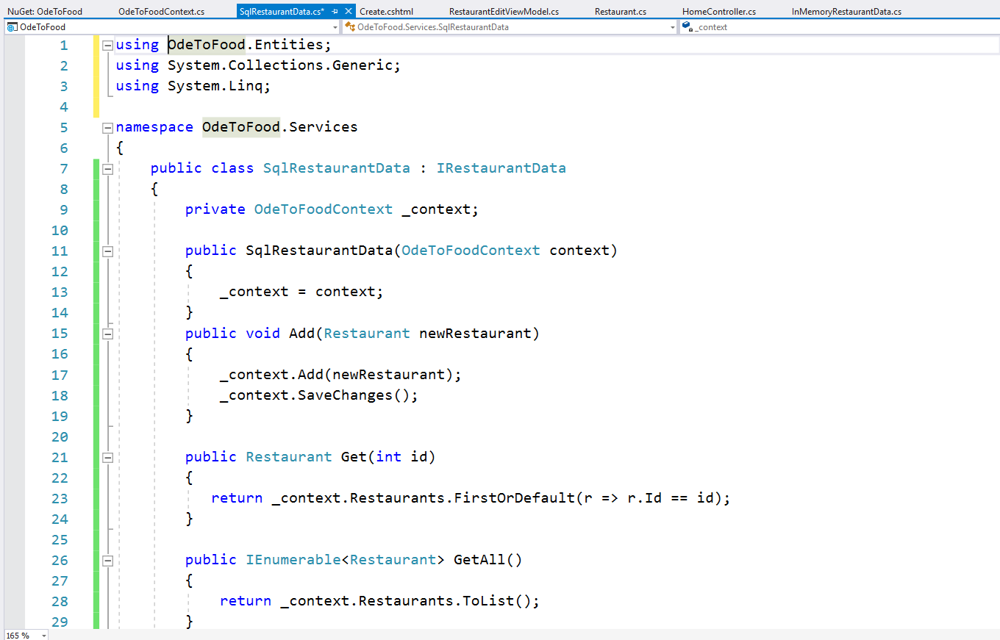 NuGet: OdeToFood OdeToFoodContext.cs SqlRestaurantData.cs* Create.cshtml RestaurantEditViewModel.cs Restaurant.cs HomeController.cs InMemoryRestaurantData.cs
OdeToFood OdeToFood.Services.SqlRestaurantData _context
1 using OdeToFood.Entities;
2 using System.Collections.Generic;
3 using System.Linq;
4
5 namespace OdeToFood.Services
6 {
7 public class SqlRestaurantData : IRestaurantData
8 {
9 private OdeToFoodContext _context;
10
11 public SqlRestaurantData(OdeToFoodContext context)
12 {
13 _context = context;
14 }
15 public void Add(Restaurant newRestaurant)
16 {
17 _context.Add(newRestaurant);
18 _context.SaveChanges();
19 }
20
21 public Restaurant Get(int id)
22 {
23 return _context.Restaurants.FirstOrDefault(r => r.Id == id);
24 }
25
26 public IEnumerable<Restaurant> GetAll()
27 {
28 return _context.Restaurants.ToList();
29 }
165 %